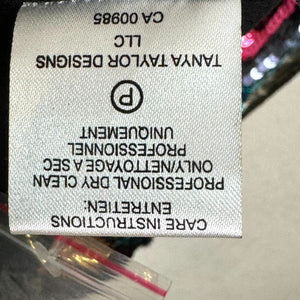 CARE INSTRUCTIONS
ENTRETIEN:
PROFESSIONAL DRY CLEAN
ONLY/NETTOYAGE A SEC
PROFESSIONNEL
UNIQUEMENT
P
TANYA TAYLOR DESIGNS
LLC
CA 00985